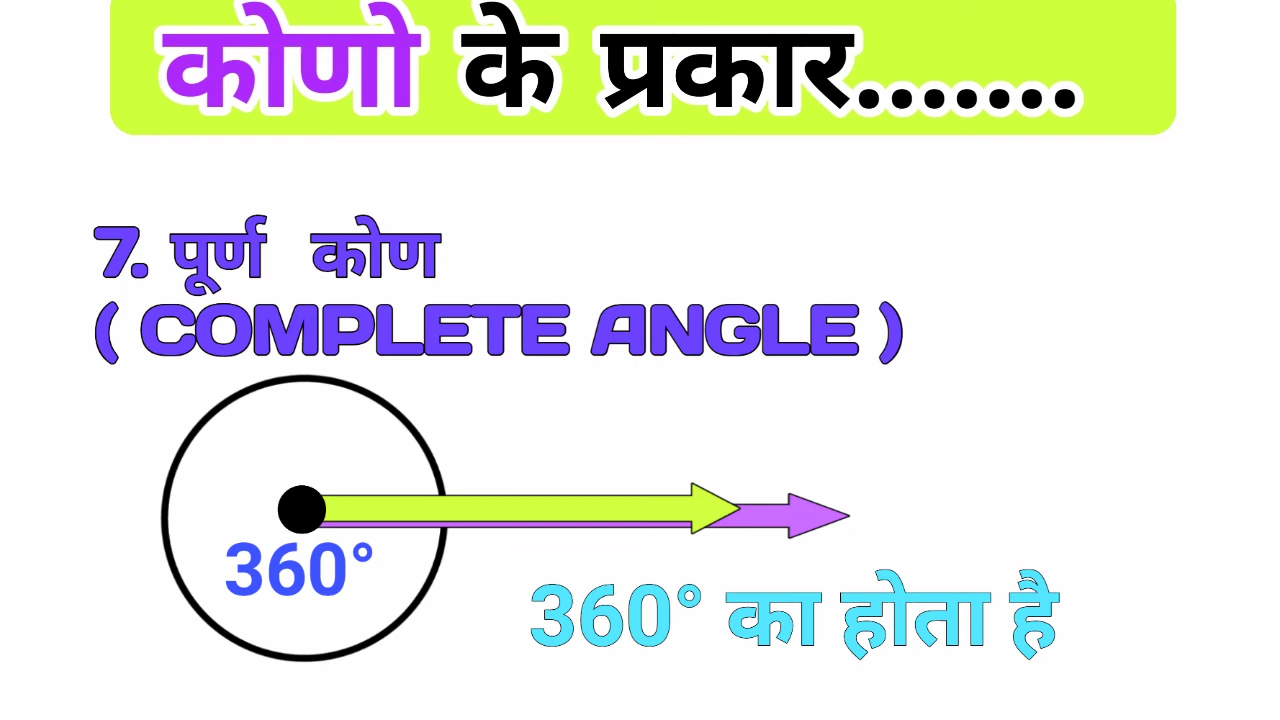 कोणो के प्रकार.......
7. पूर्ण कोण
( COMPLETE ANGLE )
360°
360° का होता है